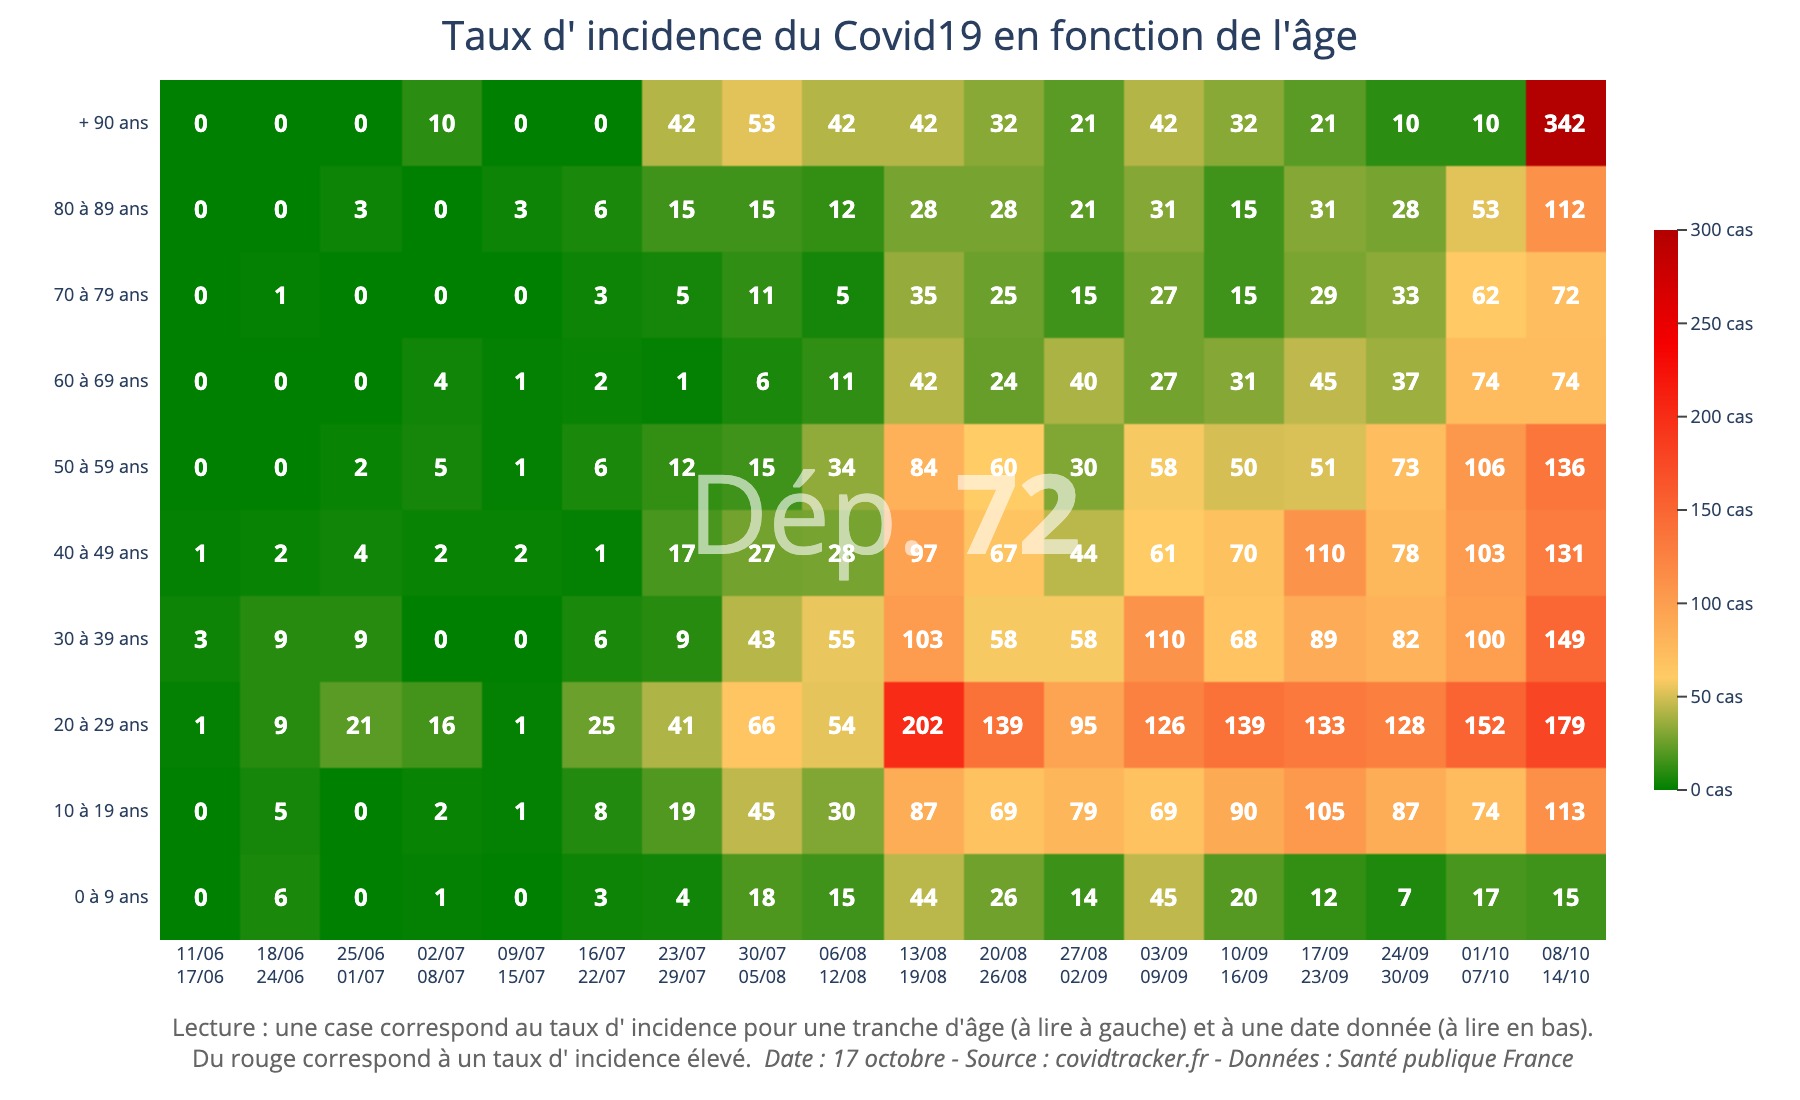 Taux d' incidence du Covid19 en fonction de l'âge
+ 90 ans 0 0 0 10 0 0 42 53 42 42 32 21 42 32 21 10 10 342
80 à 89 ans 0 0 3 0 3 6 15 15 12 28 28 21 31 15 31 28 53 112
70 à 79 ans 0 1 0 0 0 3 5 11 5 35 25 15 27 15 29 33 62 72
60 à 69 ans 0 0 0 4 1 2 1 6 11 42 24 40 27 31 45 37 74 74
50 à 59 ans 0 0 2 5 1 6 12 15 34 84 60 30 58 50 51 73 106 136
Dép. 72
40 à 49 ans 1 2 4 2 2 1 17 27 28 97 67 44 61 70 110 78 103 131
30 à 39 ans 3 9 9 0 0 6 9 43 55 103 58 58 110 68 89 82 100 149
20 à 29 ans 1 9 21 16 1 25 41 66 54 202 139 95 126 139 133 128 152 179
10 à 19 ans 0 5 0 2 1 8 19 45 30 87 69 79 69 90 105 87 74 113
0 à 9 ans 0 6 0 1 0 3 4 18 15 44 26 14 45 20 12 7 17 15
11/06 18/06 25/06 02/07 09/07 16/07 23/07 30/07 06/08 13/08 20/08 27/08 03/09 10/09 17/09 24/09 01/10 08/10
17/06 24/06 01/07 08/07 15/07 22/07 29/07 05/08 12/08 19/08 26/08 02/09 09/09 16/09 23/09 30/09 07/10 14/10
300 cas
250 cas
200 cas
150 cas
100 cas
50 cas
0 cas
Lecture : une case correspond au taux d' incidence pour une tranche d'âge (à lire à gauche) et à une date donnée (à lire en bas).
Du rouge correspond à un taux d' incidence élevé. Date : 17 octobre - Source : covidtracker.fr - Données : Santé publique France